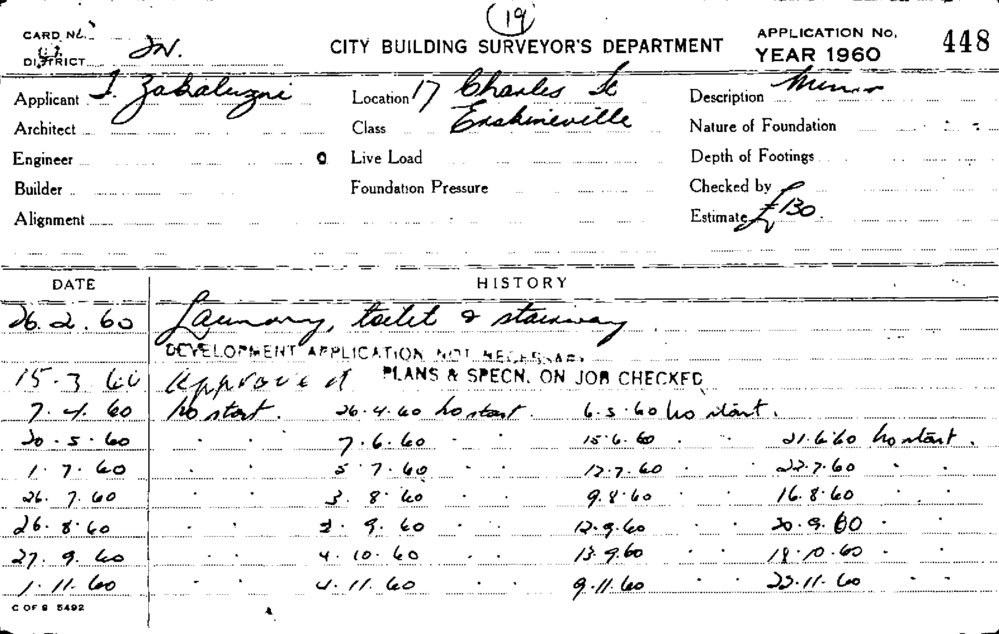 (19)
CARD No. CITY BUILDING SURVEYOR'S DEPARTMENT APPLICATION No. 448
DISTRICT YEAR 1960
Applicant J. Zabaluzni Location 17 Charles St Description Minor
Architect Class Erskineville Nature of Foundation
Engineer Live Load Depth of Footings
Builder Foundation Pressure Checked by
Alignment Estimate £130.
DATE HISTORY
26.2.60 Laundry, toilet & stairway
DEVELOPMENT APPLICATION NOT NECESSARY
15.3.60 Approved PLANS & SPECN. ON JOB CHECKED
7.4.60 No start. 26.4.60 No start. 6.5.60 No start.
20.5.60 " " 7.6.60 " " 15.6.60 " " 21.6.60 No start.
1.7.60 " " 5.7.60 " " 12.7.60 " " 22.7.60 " "
26.7.60 " " 3.8.60 " " 9.8.60 " " 16.8.60 " "
26.8.60 " " 2.9.60 " " 12.9.60 " " 20.9.60 " "
27.9.60 " " 4.10.60 " " 13.9.60 " " 18.10.60 " "
1.11.60 " " 4.11.60 " " 9.11.60 " " 22.11.60 " "
C OF S 5492